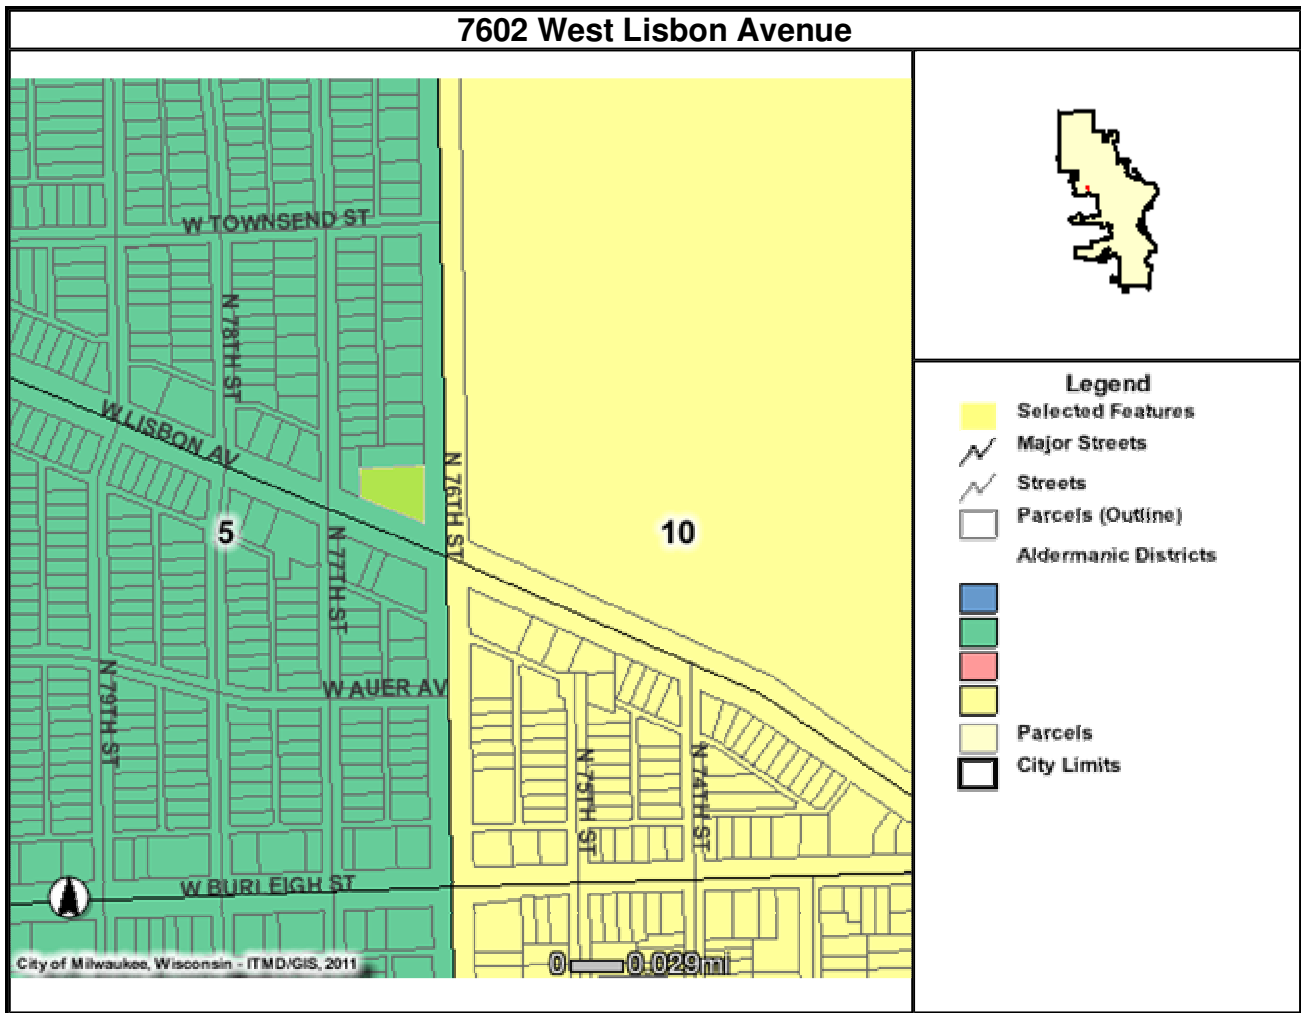 7602 West Lisbon Avenue
W TOWNSEND ST
N 78TH ST
W LISBON AV
N 76TH ST
5
10
N 77TH ST
W AUER AV
N 79TH ST
N 75TH ST
N 74TH ST
W BURLEIGH ST
City of Milwaukee, Wisconsin - ITMD/GIS, 2011
0 0.029mi
Legend
Selected Features
Major Streets
Streets
Parcels (Outline)
Aldermanic Districts
Parcels
City Limits